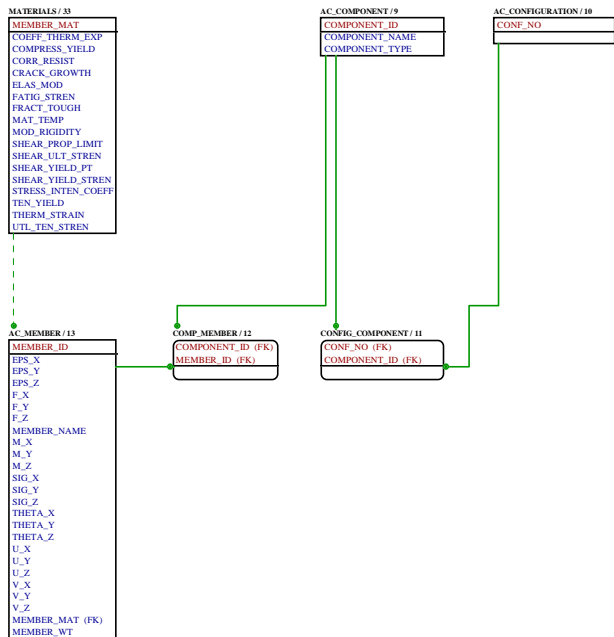 MATERIALS / 33
MEMBER_MAT
COEFF_THERM_EXP
COMPRESS_YIELD
CORR_RESIST
CRACK_GROWTH
ELAS_MOD
FATIG_STREN
FRACT_TOUGH
MAT_TEMP
MOD_RIGIDITY
SHEAR_PROP_LIMIT
SHEAR_ULT_STREN
SHEAR_YIELD_PT
SHEAR_YIELD_STREN
STRESS_INTEN_COEFF
TEN_YIELD
THERM_STRAIN
UTL_TEN_STREN
AC_COMPONENT / 9
COMPONENT_ID
COMPONENT_NAME
COMPONENT_TYPE
AC_CONFIGURATION / 10
CONF_NO
AC_MEMBER / 13
MEMBER_ID
EPS_X
EPS_Y
EPS_Z
F_X
F_Y
F_Z
MEMBER_NAME
M_X
M_Y
M_Z
SIG_X
SIG_Y
SIG_Z
THETA_X
THETA_Y
THETA_Z
U_X
U_Y
U_Z
V_X
V_Y
V_Z
MEMBER_MAT (FK)
MEMBER_WT
COMP_MEMBER / 12
COMPONENT_ID (FK)
MEMBER_ID (FK)
CONFIG_COMPONENT / 11
CONF_NO (FK)
COMPONENT_ID (FK)